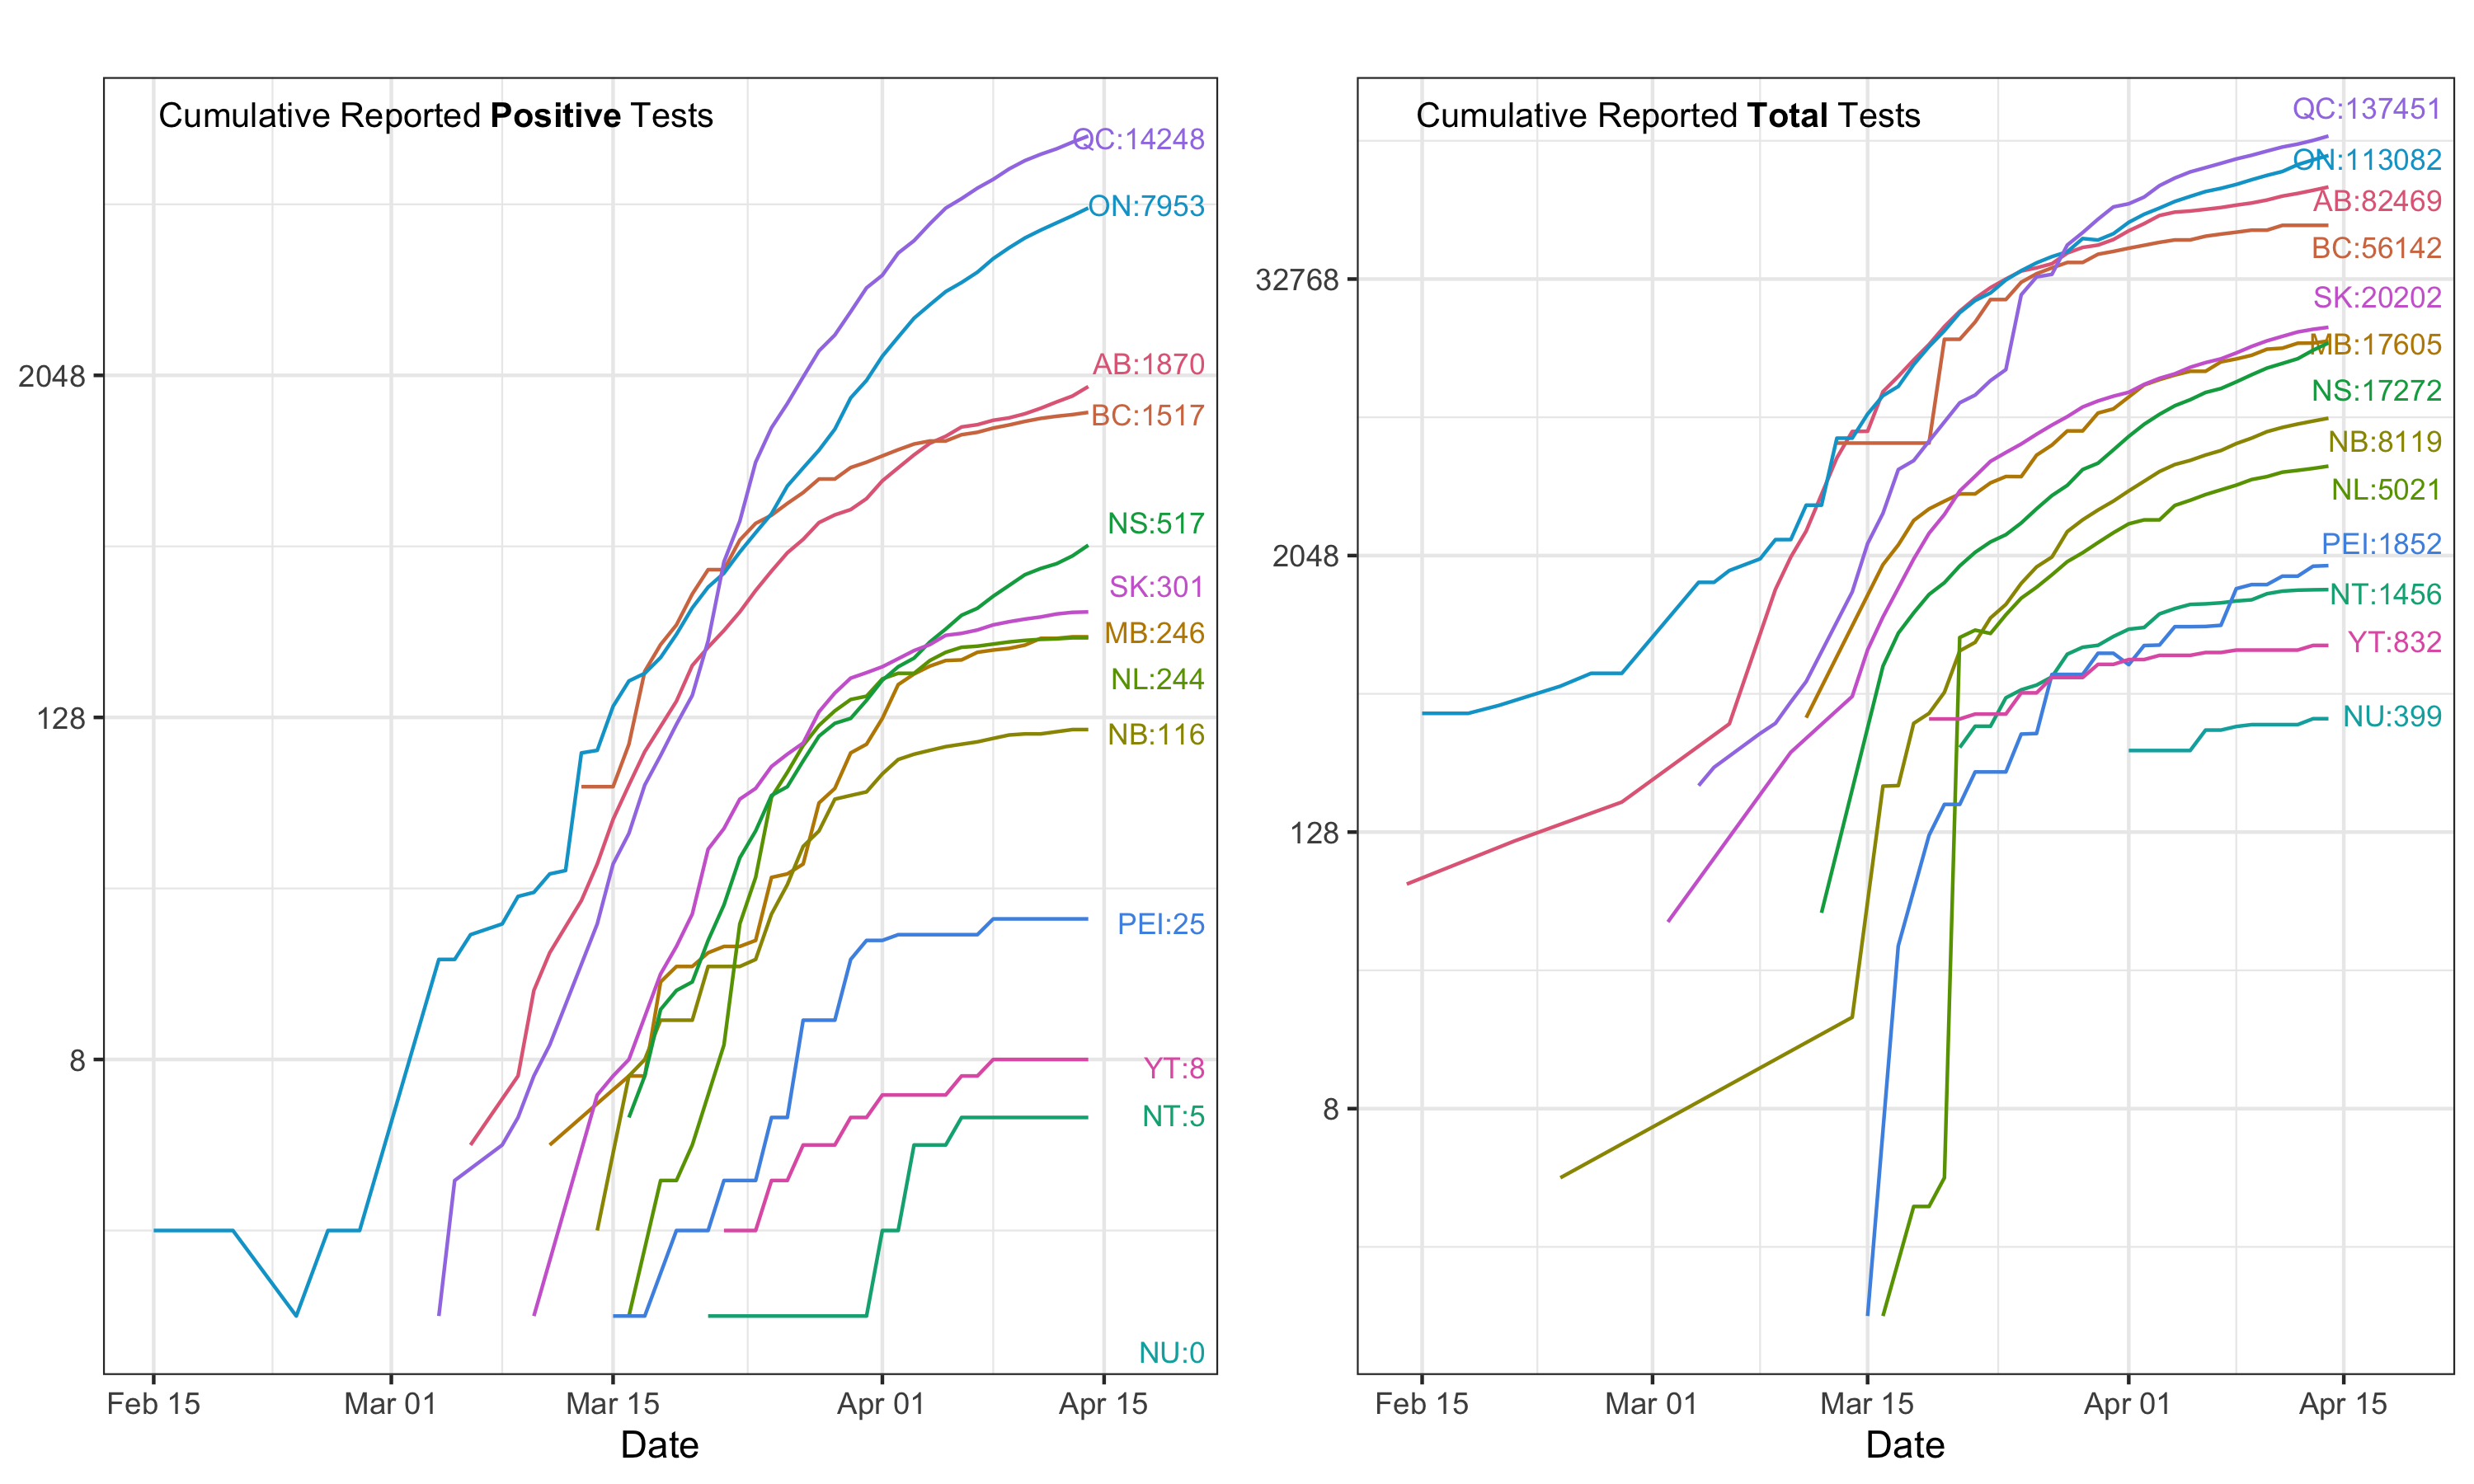 Cumulative Reported Positive Tests
QC:14248
ON:7953
AB:1870
BC:1517
NS:517
SK:301
MB:246
NL:244
NB:116
PEI:25
YT:8
NT:5
NU:0
2048
128
8
Feb 15
Mar 01
Mar 15
Apr 01
Apr 15
Date
Cumulative Reported Total Tests
QC:137451
ON:113082
AB:82469
BC:56142
SK:20202
MB:17605
NS:17272
NB:8119
NL:5021
PEI:1852
NT:1456
YT:832
NU:399
32768
2048
128
8
Feb 15
Mar 01
Mar 15
Apr 01
Apr 15
Date